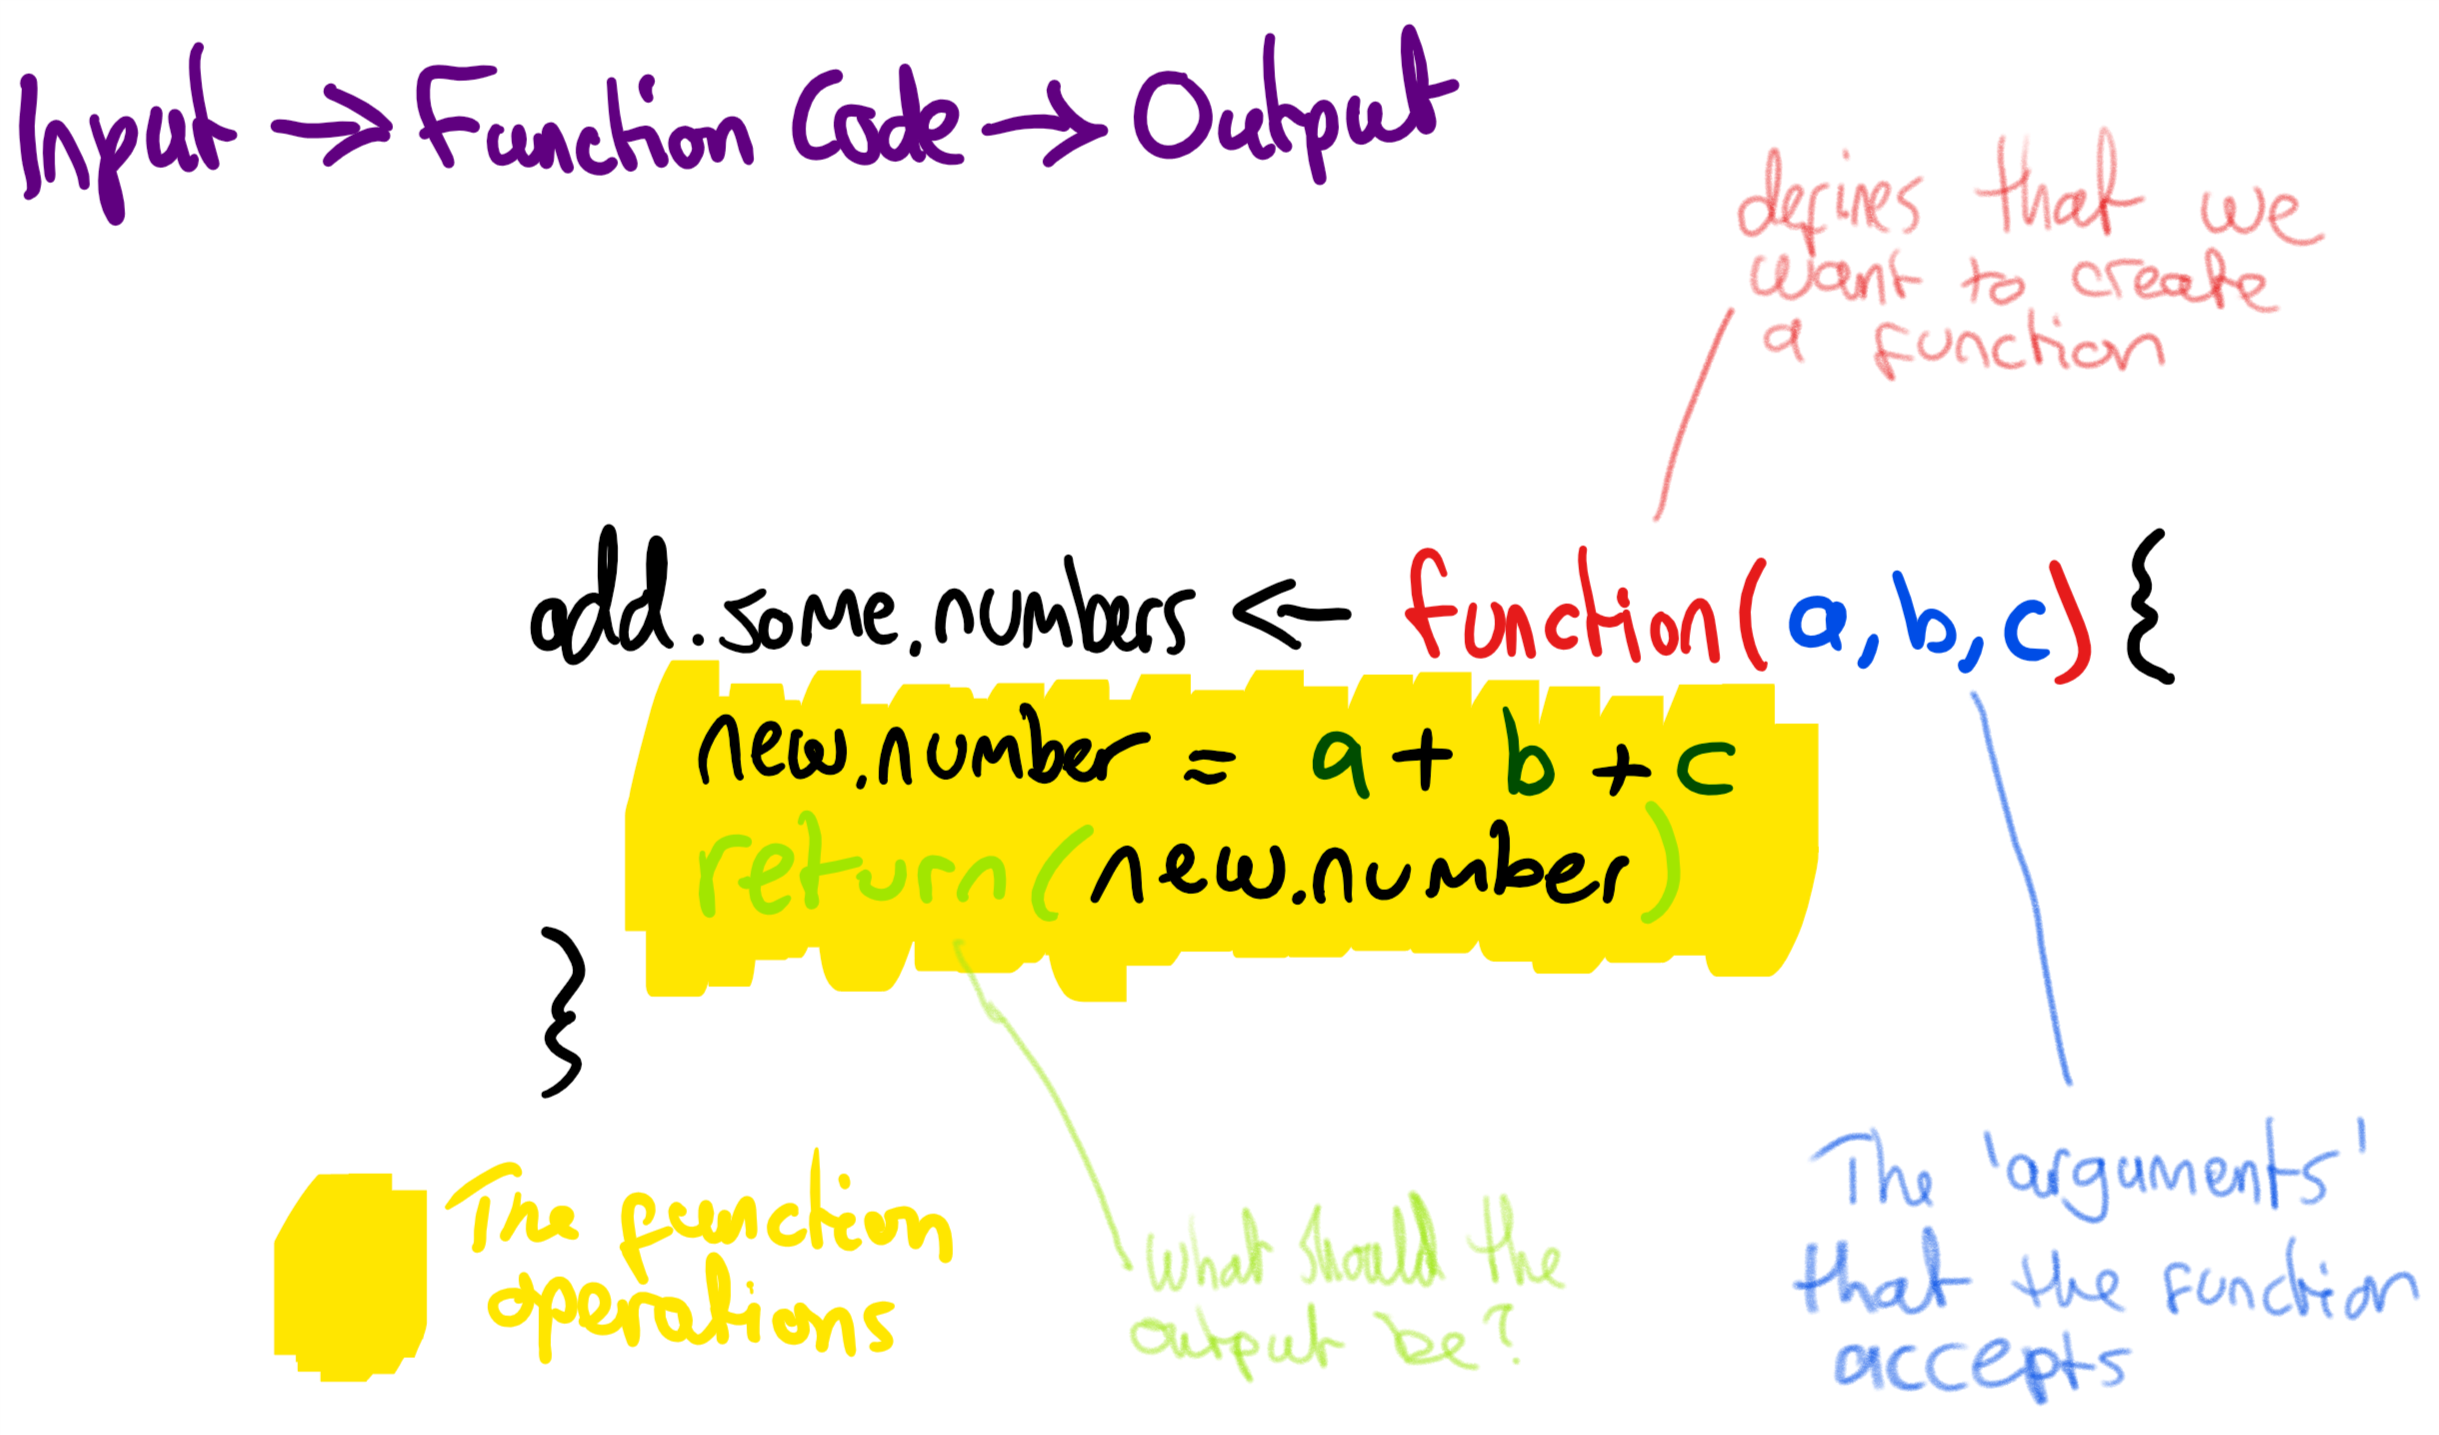 Input → Function Code → Output
defines that we
want to create
a function
add.some.numbers <- function(a,b,c){
new.number = a + b + c
return(new.number)
}
The function
operations
what should the
output be?
The 'arguments'
that the function
accepts